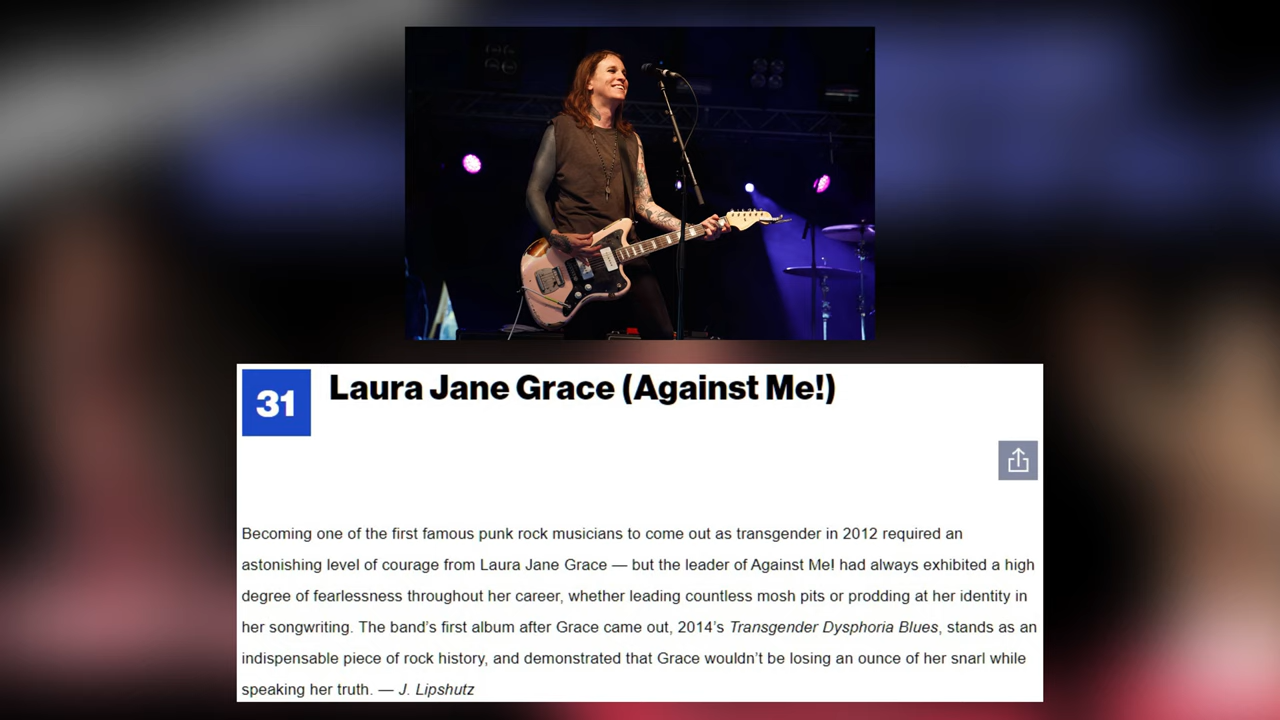 31
Laura Jane Grace (Against Me!)
Becoming one of the first famous punk rock musicians to come out as transgender in 2012 required an
astonishing level of courage from Laura Jane Grace — but the leader of Against Me! had always exhibited a high
degree of fearlessness throughout her career, whether leading countless mosh pits or prodding at her identity in
her songwriting. The band’s first album after Grace came out, 2014’s Transgender Dysphoria Blues, stands as an
indispensable piece of rock history, and demonstrated that Grace wouldn’t be losing an ounce of her snarl while
speaking her truth. — J. Lipshutz